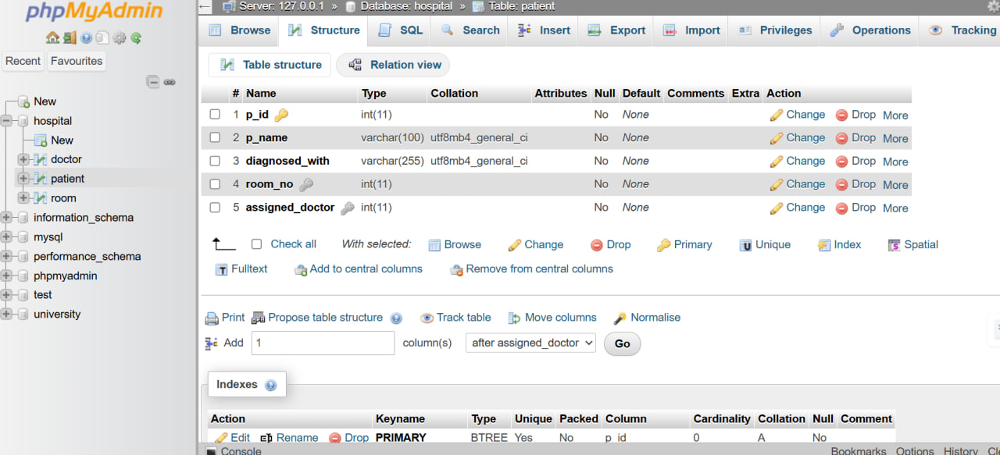 phpMyAdmin
Recent Favourites
New
hospital
New
doctor
patient
room
information_schema
mysql
performance_schema
phpmyadmin
test
university
Server: 127.0.0.1 » Database: hospital » Table: patient
Browse Structure SQL Search Insert Export Import Privileges Operations Tracking
Table structure Relation view
# Name Type Collation Attributes Null Default Comments Extra Action
1 p_id int(11) No None Change Drop More
2 p_name varchar(100) utf8mb4_general_ci No None Change Drop More
3 diagnosed_with varchar(255) utf8mb4_general_ci No None Change Drop More
4 room_no int(11) No None Change Drop More
5 assigned_doctor int(11) No None Change Drop More
Check all With selected: Browse Change Drop Primary Unique Index Spatial
Fulltext Add to central columns Remove from central columns
Print Propose table structure Track table Move columns Normalise
Add 1 column(s) after assigned_doctor Go
Indexes
Action Keyname Type Unique Packed Column Cardinality Collation Null Comment
Edit Rename Drop PRIMARY BTREE Yes No p_id 0 A No
Console Bookmarks Options History